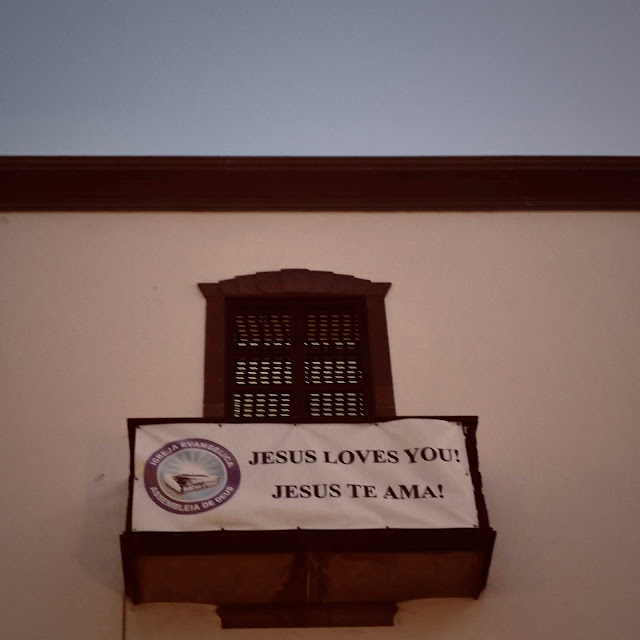 IGREJA EVANGÉLICA
ASSEMBLEIA DE DEUS
JESUS LOVES YOU!
JESUS TE AMA!